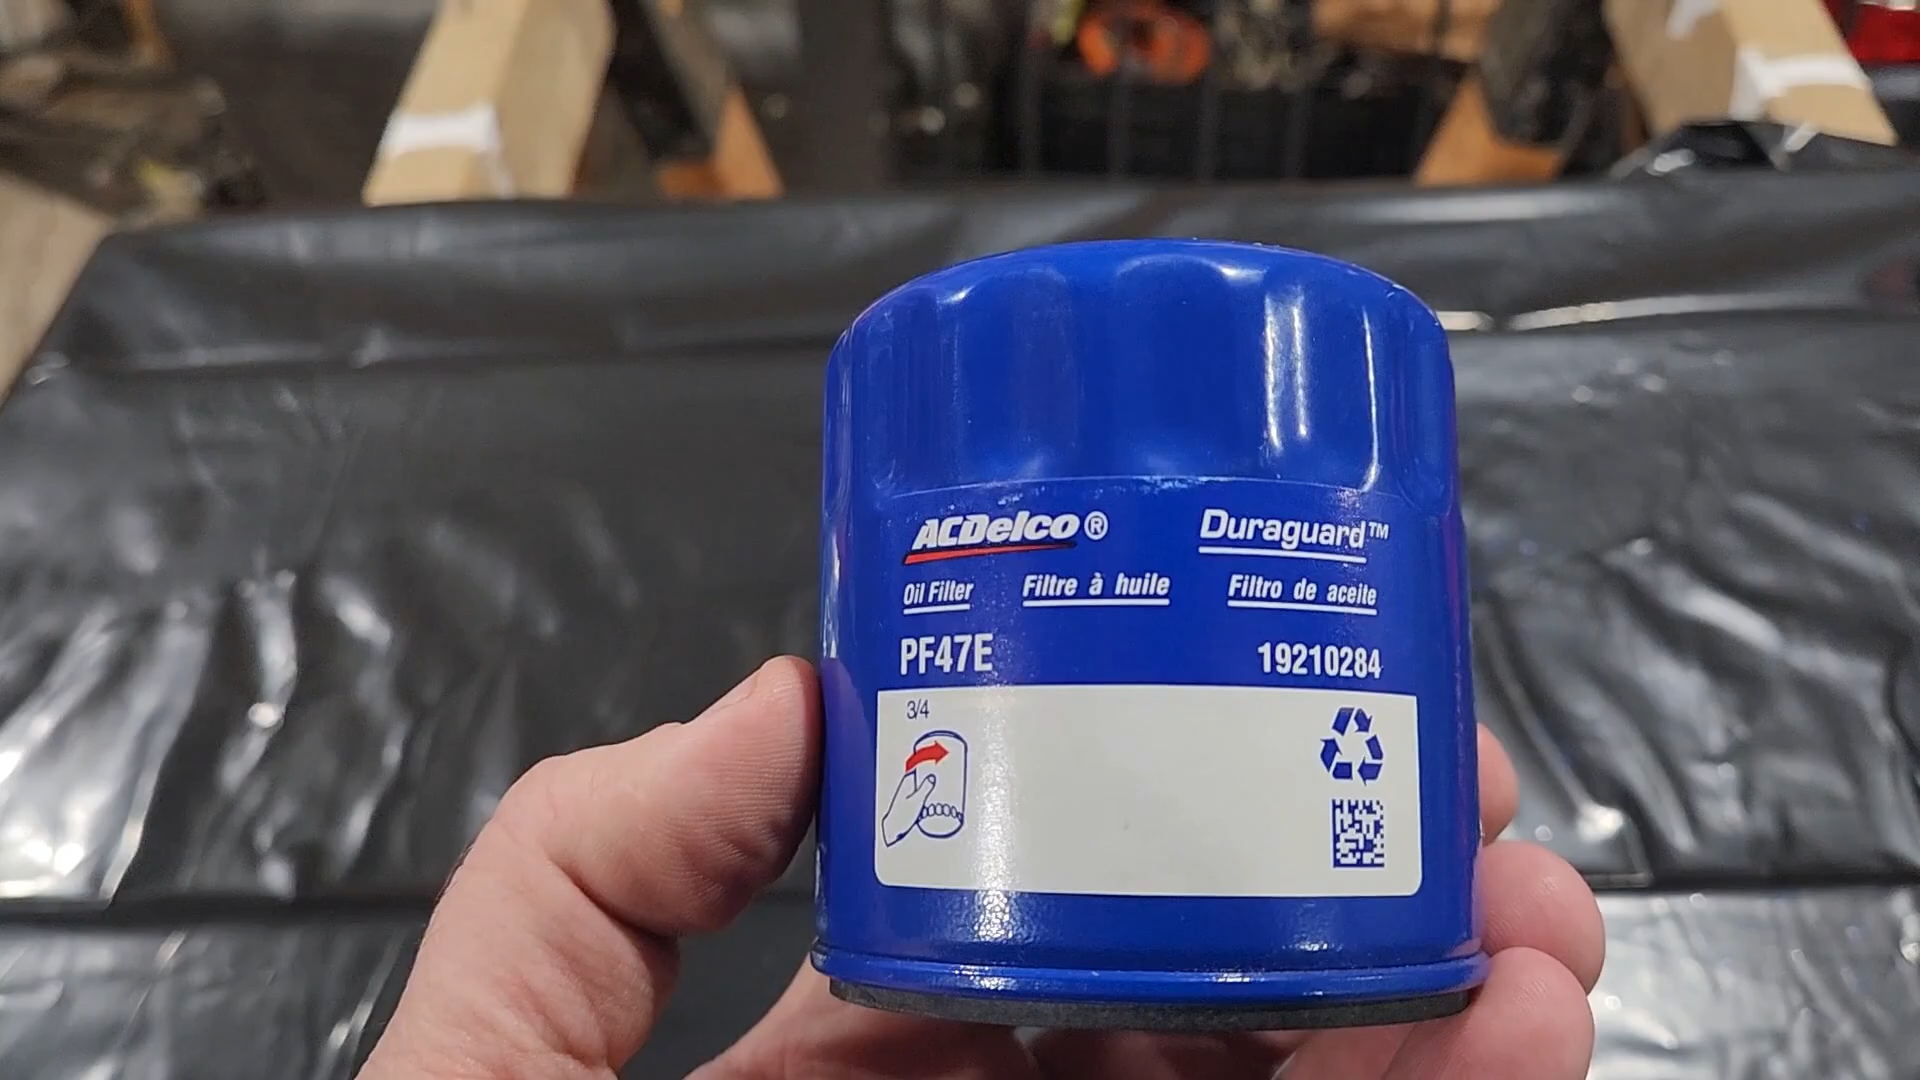 ACDelco® Duraguard™
Oil Filter Filtre à huile Filtro de aceite
PF47E 19210284
3/4